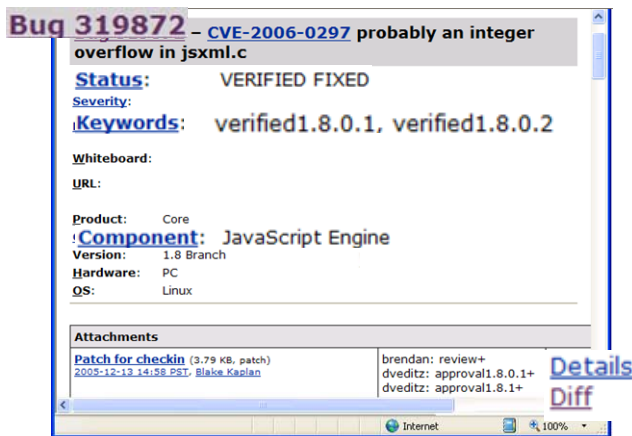 Bug 319872 – CVE-2006-0297 probably an integer
overflow in jsxml.c
Status: VERIFIED FIXED
Severity:
Keywords: verified1.8.0.1, verified1.8.0.2
Whiteboard:
URL:
Product: Core
Component: JavaScript Engine
Version: 1.8 Branch
Hardware: PC
OS: Linux
Attachments
Patch for checkin (3.79 KB, patch)
2005-12-13 14:58 PST, Blake Kaplan
brendan: review+
dveditz: approval1.8.0.1+
dveditz: approval1.8.1+
Details
Diff
Internet 100%